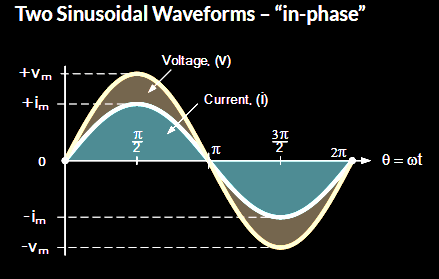 Two Sinusoidal Waveforms – “in-phase”
Voltage, (v)
+vₘ
+iₘ
Current, (i)
π/2
π
3π/2
2π
0
θ = ωt
-iₘ
-vₘ